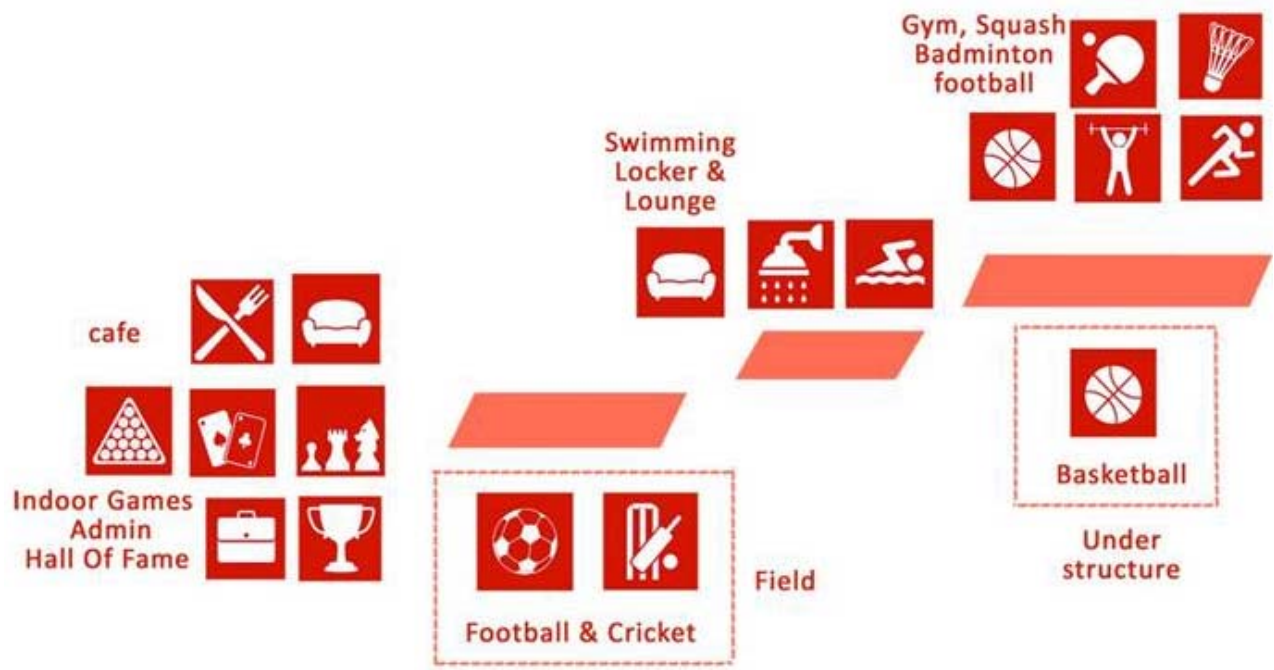 Gym, Squash
Badminton
football
Swimming
Locker &
Lounge
cafe
Indoor Games
Admin
Hall Of Fame
Football & Cricket
Field
Basketball
Under
structure